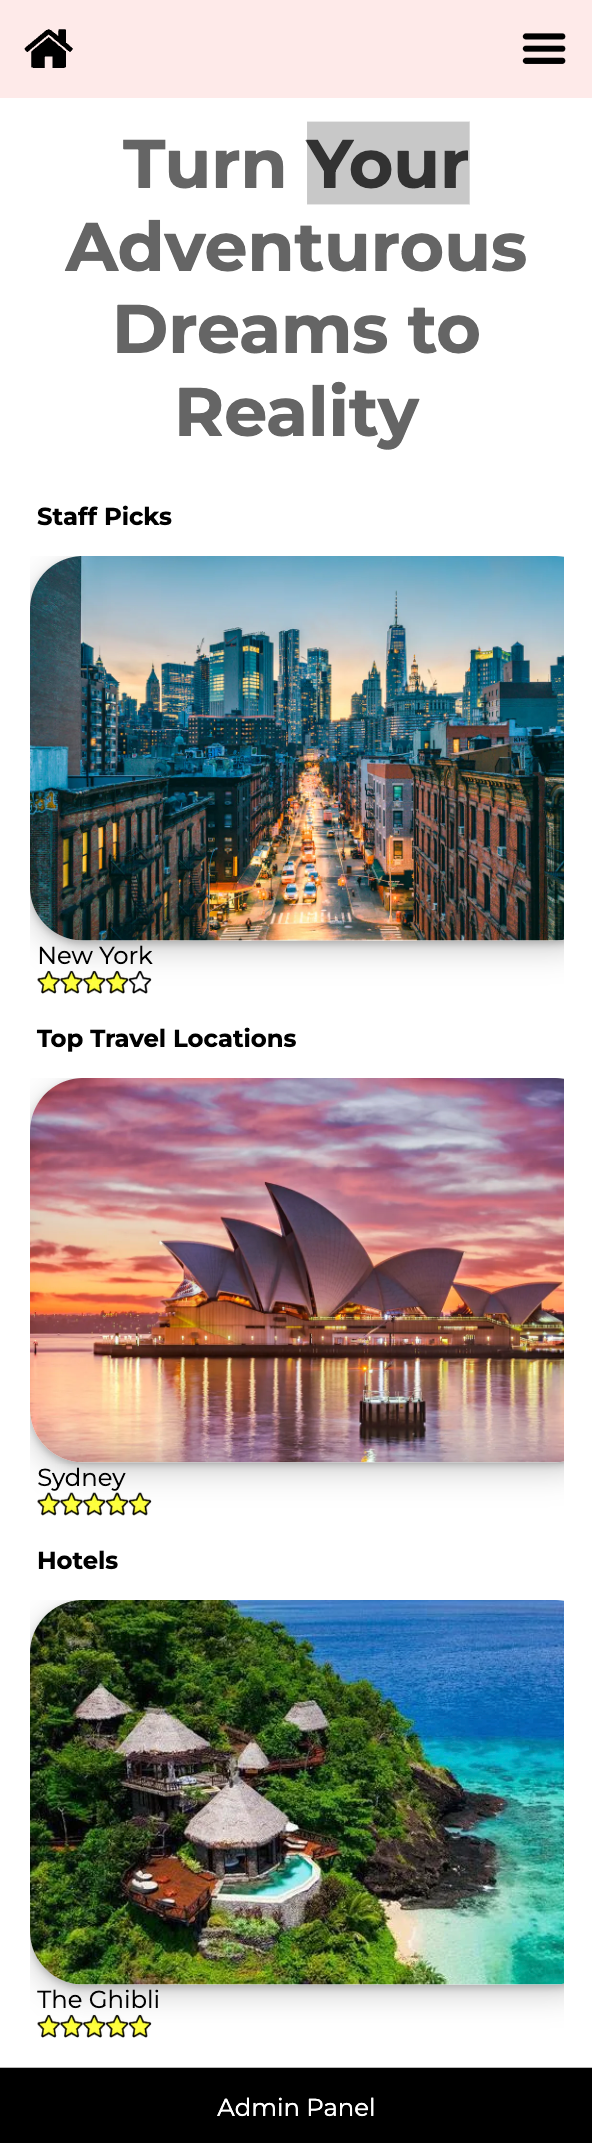 Turn Your
Adventurous
Dreams to
Reality
Staff Picks
New York
Top Travel Locations
Sydney
Hotels
The Ghibli
Admin Panel